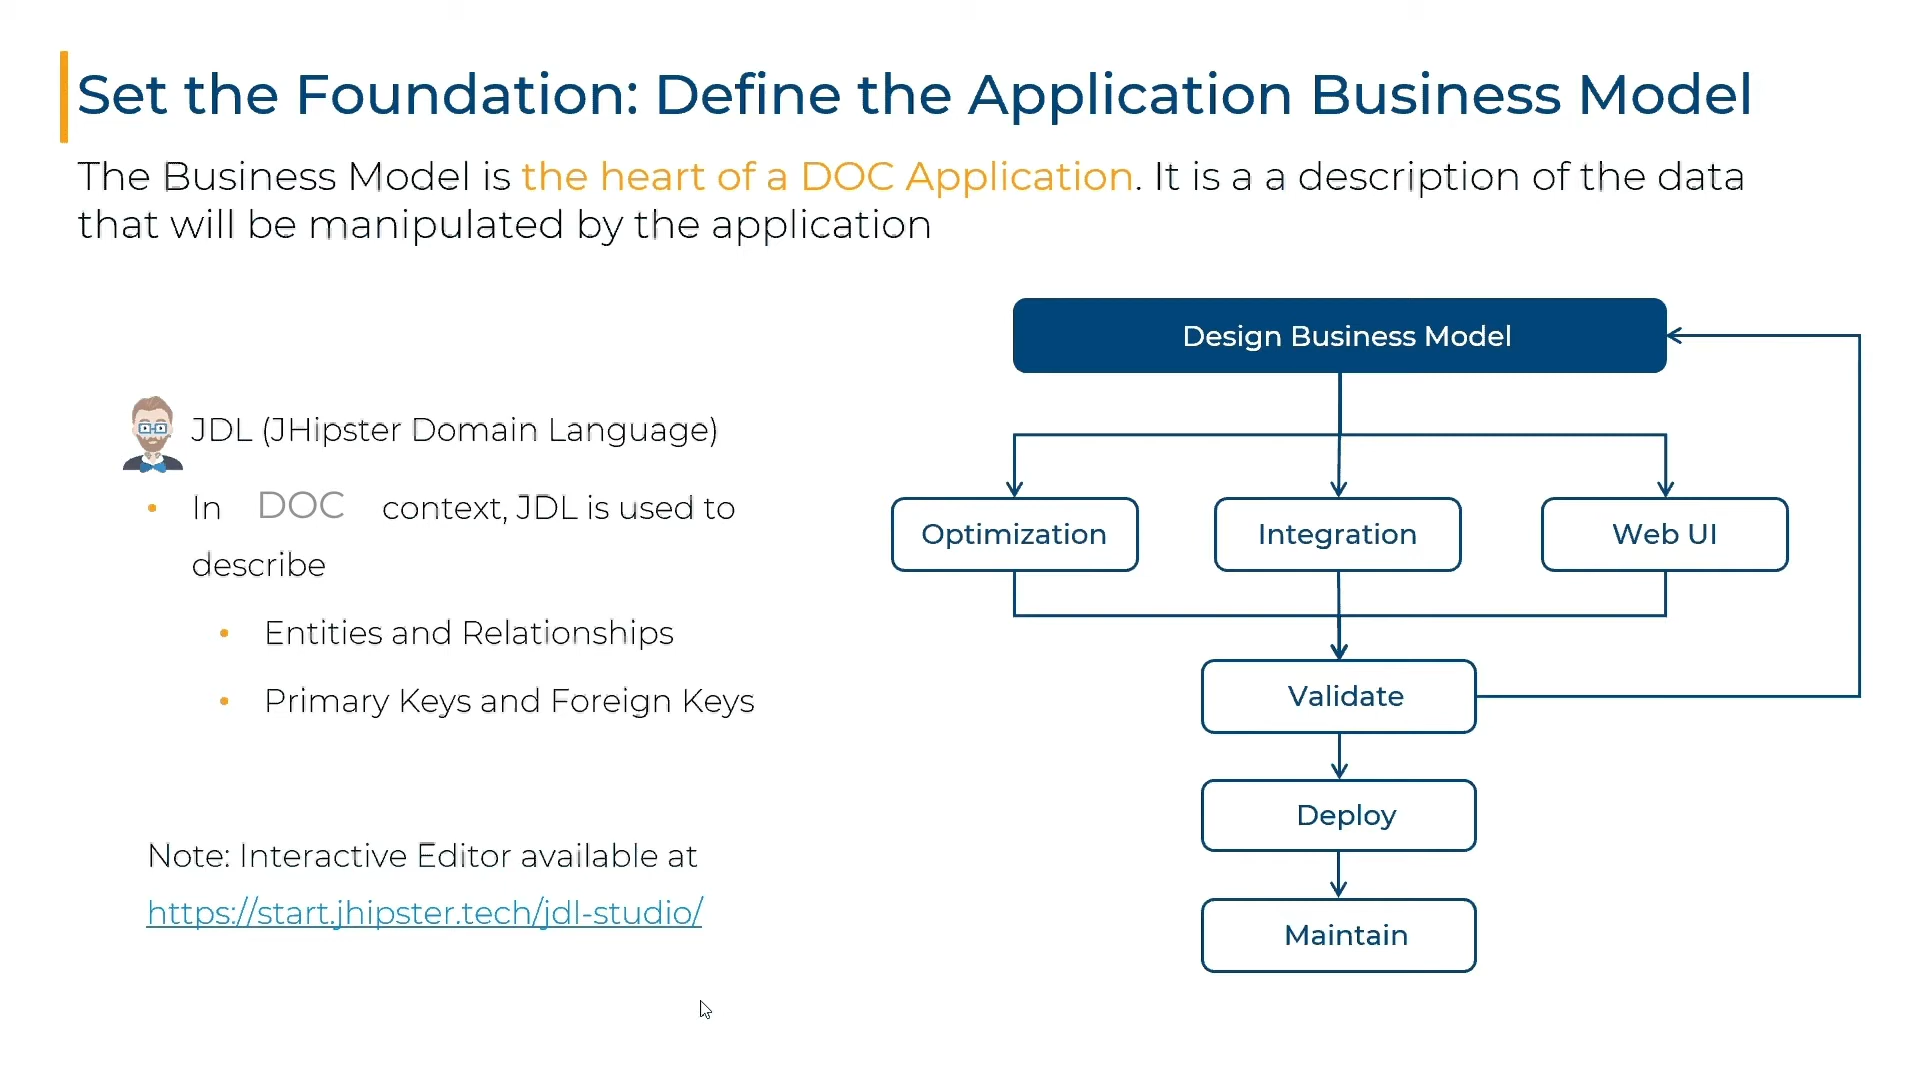 Set the Foundation: Define the Application Business Model
The Business Model is the heart of a DOC Application. It is a a description of the data
that will be manipulated by the application
JDL (JHipster Domain Language)
• In DOC context, JDL is used to
describe
• Entities and Relationships
• Primary Keys and Foreign Keys
Note: Interactive Editor available at
https://start.jhipster.tech/jdl-studio/
Design Business Model
Optimization
Integration
Web UI
Validate
Deploy
Maintain